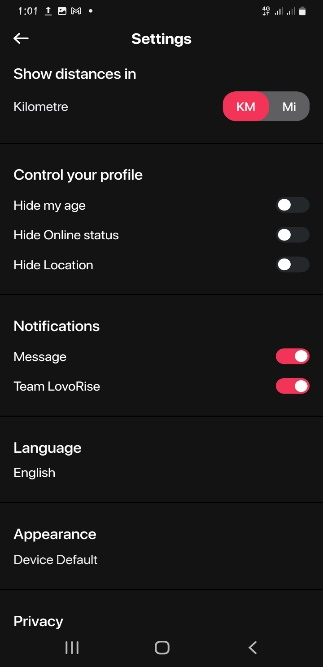 1:01
4G
Settings
Show distances in
Kilometre
KM Mi
Control your profile
Hide my age
Hide Online status
Hide Location
Notifications
Message
Team LovoRise
Language
English
Appearance
Device Default
Privacy